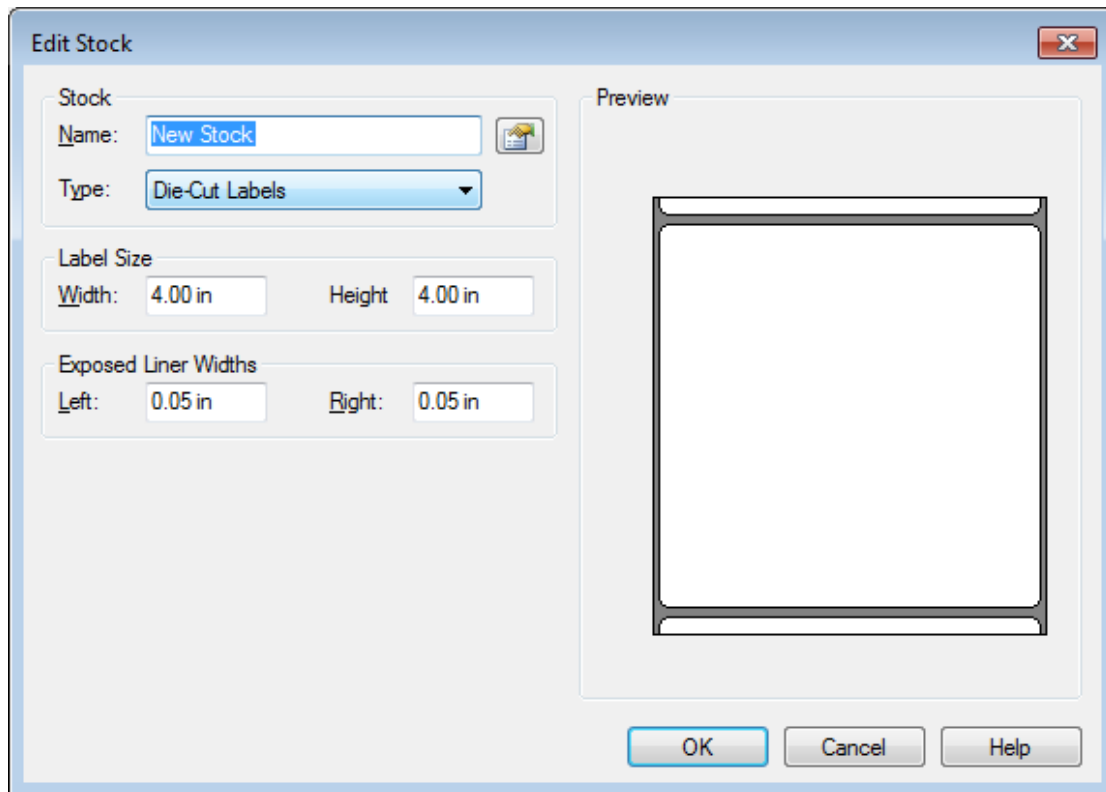 Edit Stock
Stock
Name: New Stock
Type: Die-Cut Labels
Label Size
Width: 4.00 in Height 4.00 in
Exposed Liner Widths
Left: 0.05 in Right: 0.05 in
Preview
OK Cancel Help